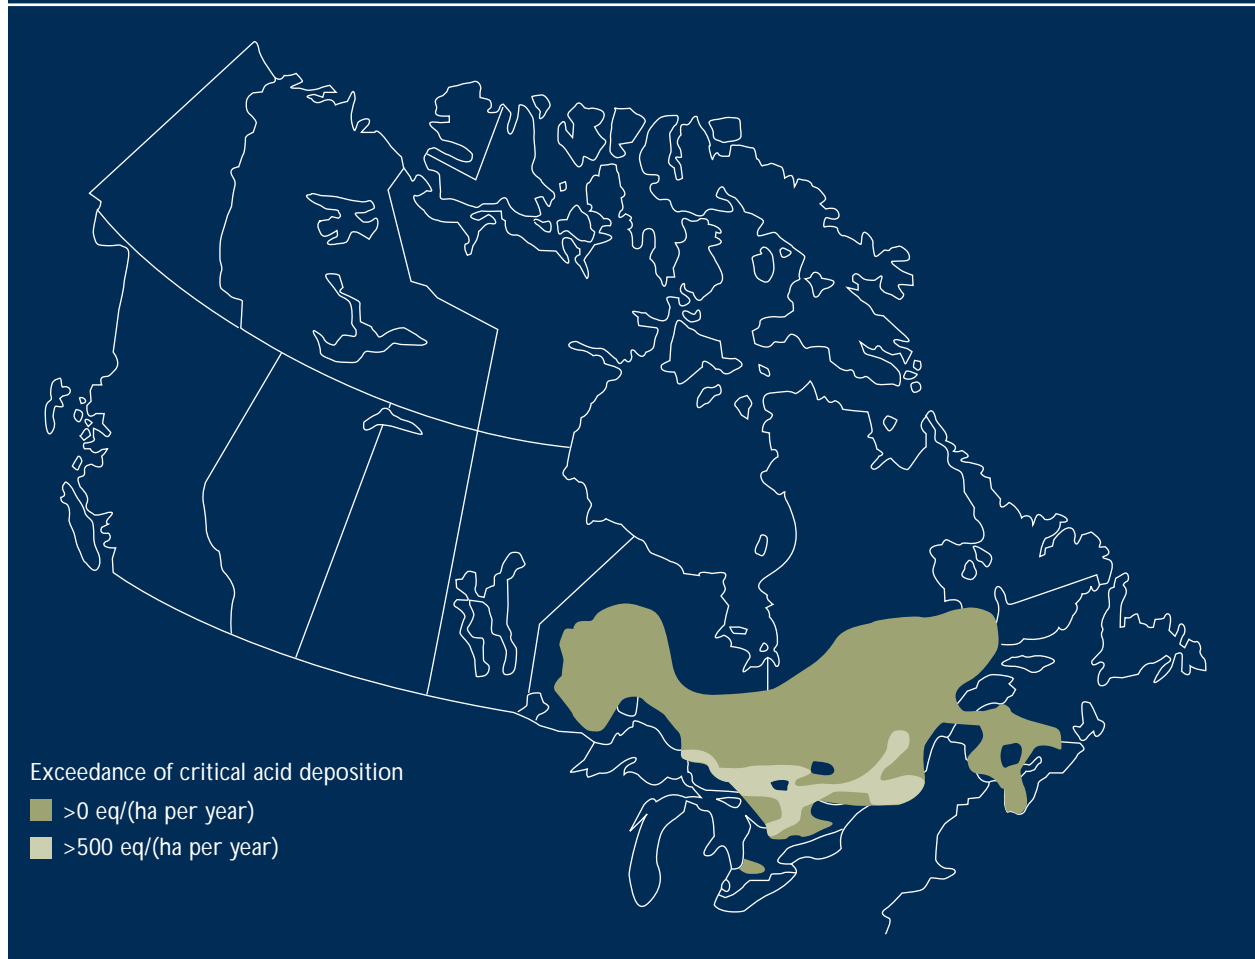 Exceedance of critical acid deposition
>0 eq/(ha per year)
>500 eq/(ha per year)